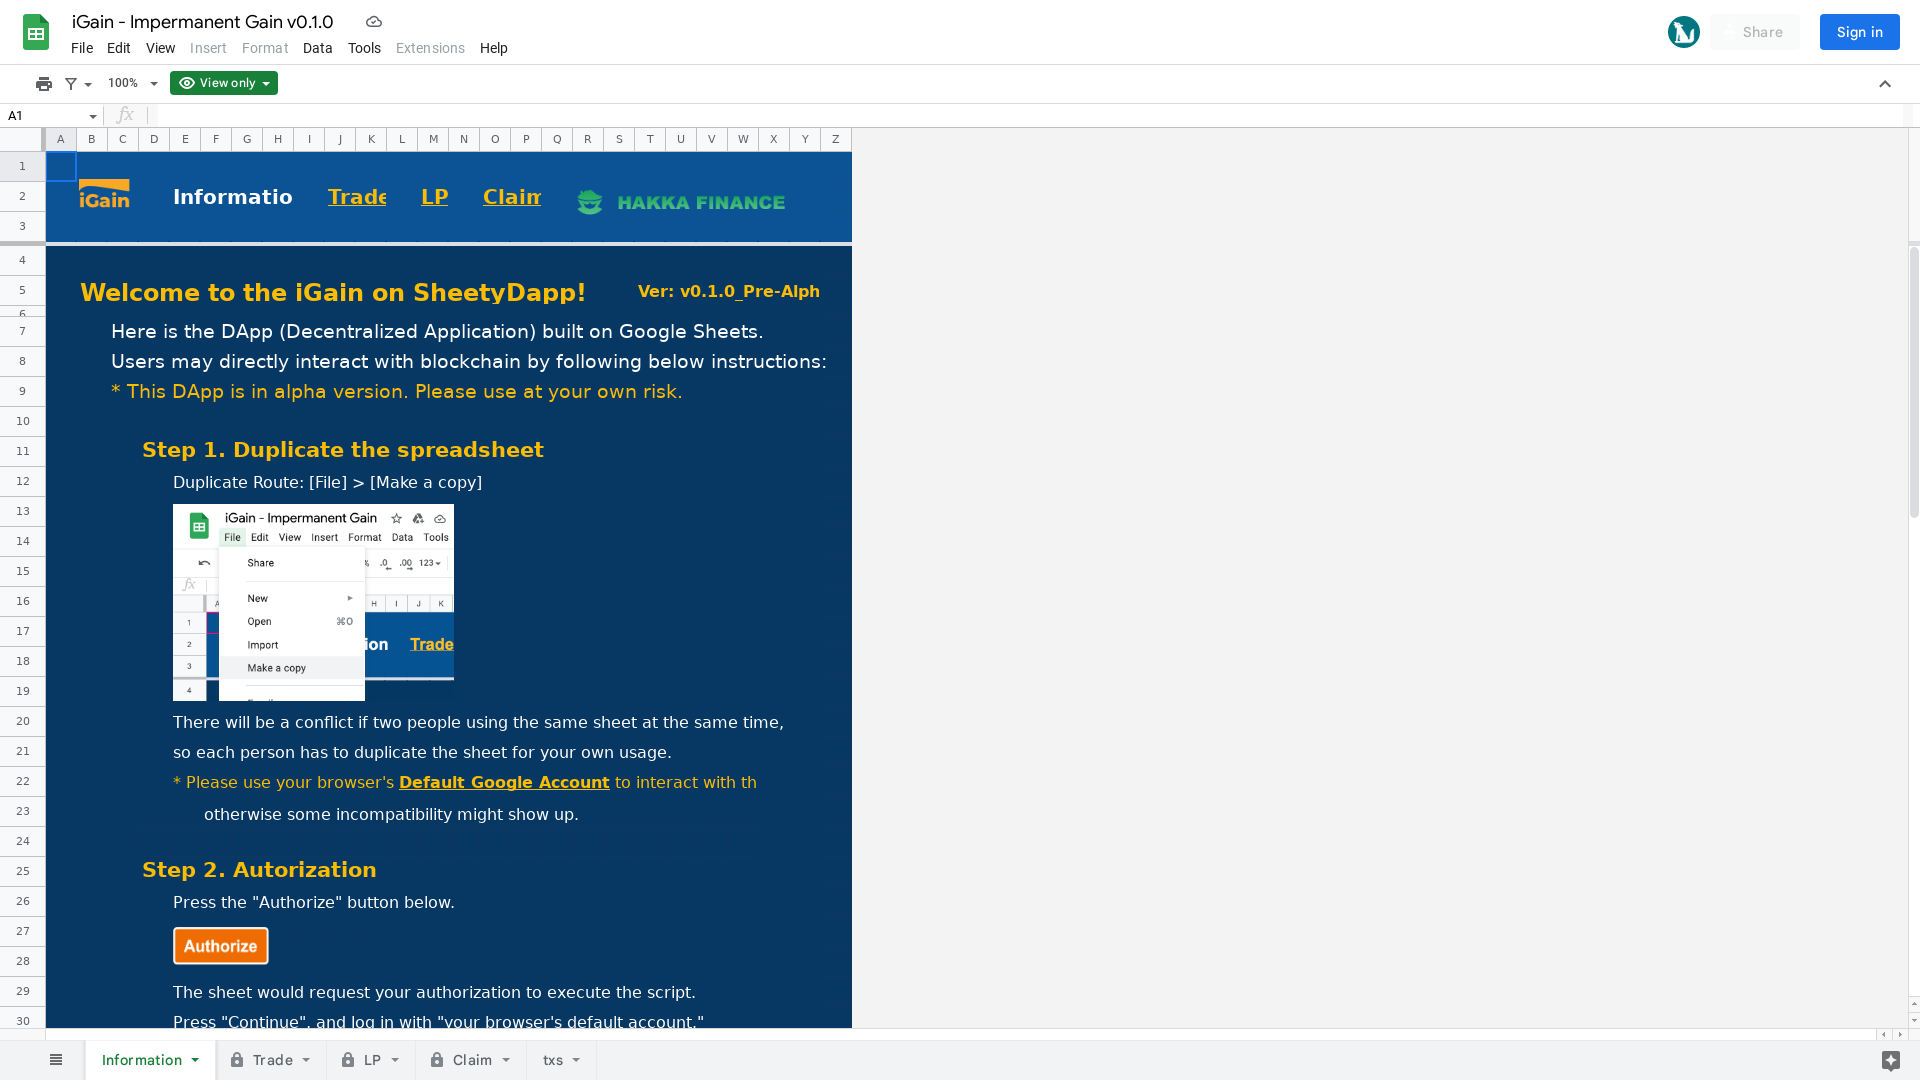 iGain - Impermanent Gain v0.1.0
File Edit View Insert Format Data Tools Extensions Help
Share
Sign in
100%
View only
A1
fx
A B C D E F G H I J K L M N O P Q R S T U V W X Y Z
1
2
3
iGain
Informatio
Trade
LP
Claim
HAKKA FINANCE
4
5 Welcome to the iGain on SheetyDapp! Ver: v0.1.0_Pre-Alph
6
7 Here is the DApp (Decentralized Application) built on Google Sheets.
8 Users may directly interact with blockchain by following below instructions:
9 * This DApp is in alpha version. Please use at your own risk.
10
11 Step 1. Duplicate the spreadsheet
12 Duplicate Route: [File] > [Make a copy]
13
14
15
16
17
18
19
iGain - Impermanent Gain
File Edit View Insert Format Data Tools
Share
% .0 .00 123
fx
New
A H I J K
1
Open ⌘O
2
Import
ion Trade
3
Make a copy
4
20 There will be a conflict if two people using the same sheet at the same time,
21 so each person has to duplicate the sheet for your own usage.
22 * Please use your browser's Default Google Account to interact with th
23 otherwise some incompatibility might show up.
24
25 Step 2. Autorization
26 Press the "Authorize" button below.
27
28
Authorize
29 The sheet would request your authorization to execute the script.
30 Press "Continue", and log in with "your browser's default account."
Information Trade LP Claim txs